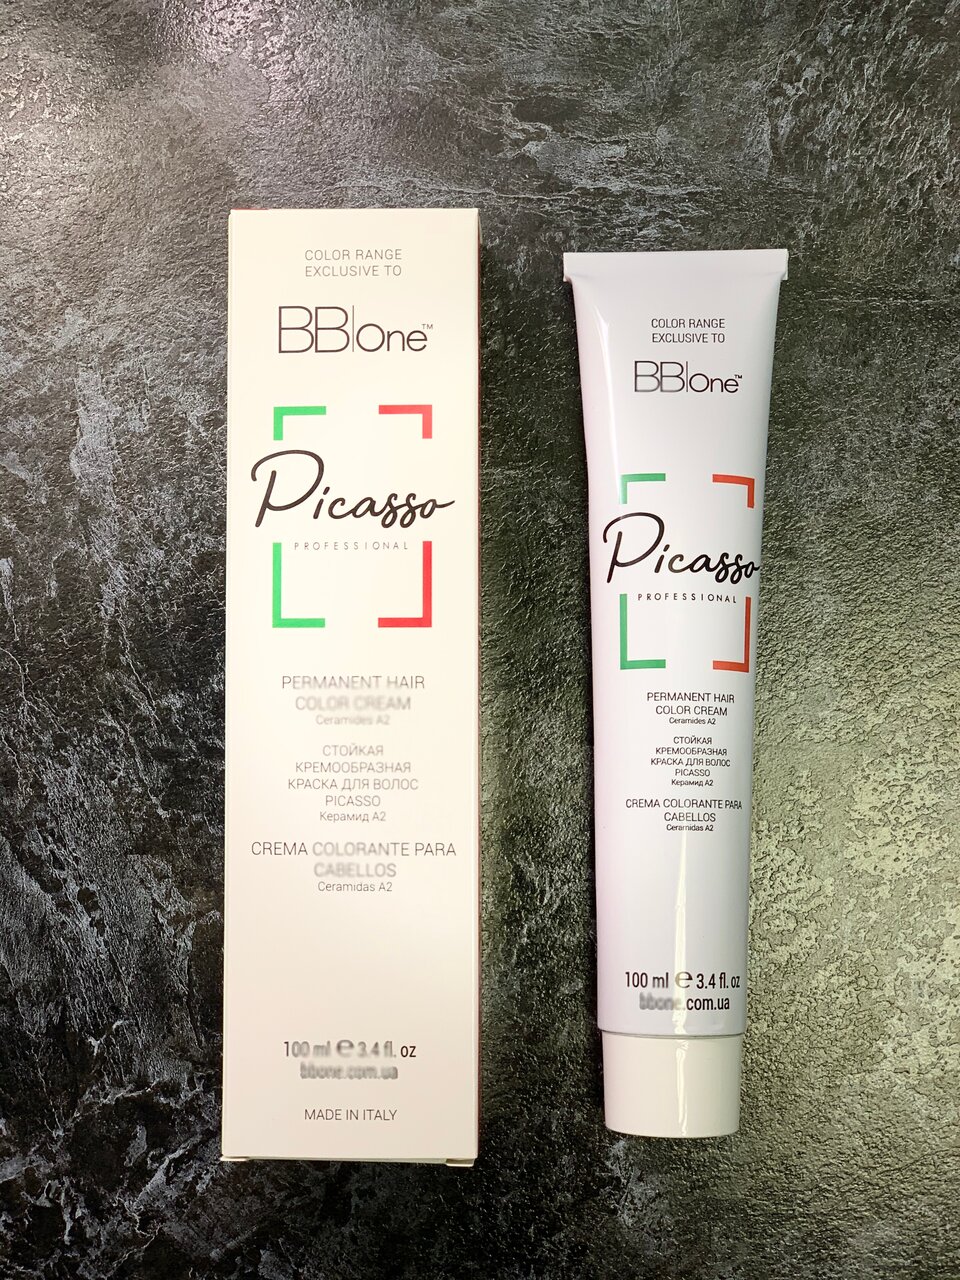 COLOR RANGE
EXCLUSIVE TO
BB|One™
Picasso
PROFESSIONAL
PERMANENT HAIR
COLOR CREAM
Ceramides A2
СТОЙКАЯ
КРЕМООБРАЗНАЯ
КРАСКА ДЛЯ ВОЛОС
PICASSO
Керамид А2
CREMA COLORANTE PARA
CABELLOS
Ceramidas A2
100 ml ℮ 3.4 fl. oz
bbone.com.ua
MADE IN ITALY
COLOR RANGE
EXCLUSIVE TO
BB|One™
Picasso
PROFESSIONAL
PERMANENT HAIR
COLOR CREAM
Ceramides A2
СТОЙКАЯ
КРЕМООБРАЗНАЯ
КРАСКА ДЛЯ ВОЛОС
PICASSO
Керамид А2
CREMA COLORANTE PARA
CABELLOS
Ceramidas A2
100 ml ℮ 3.4 fl. oz
bbone.com.ua